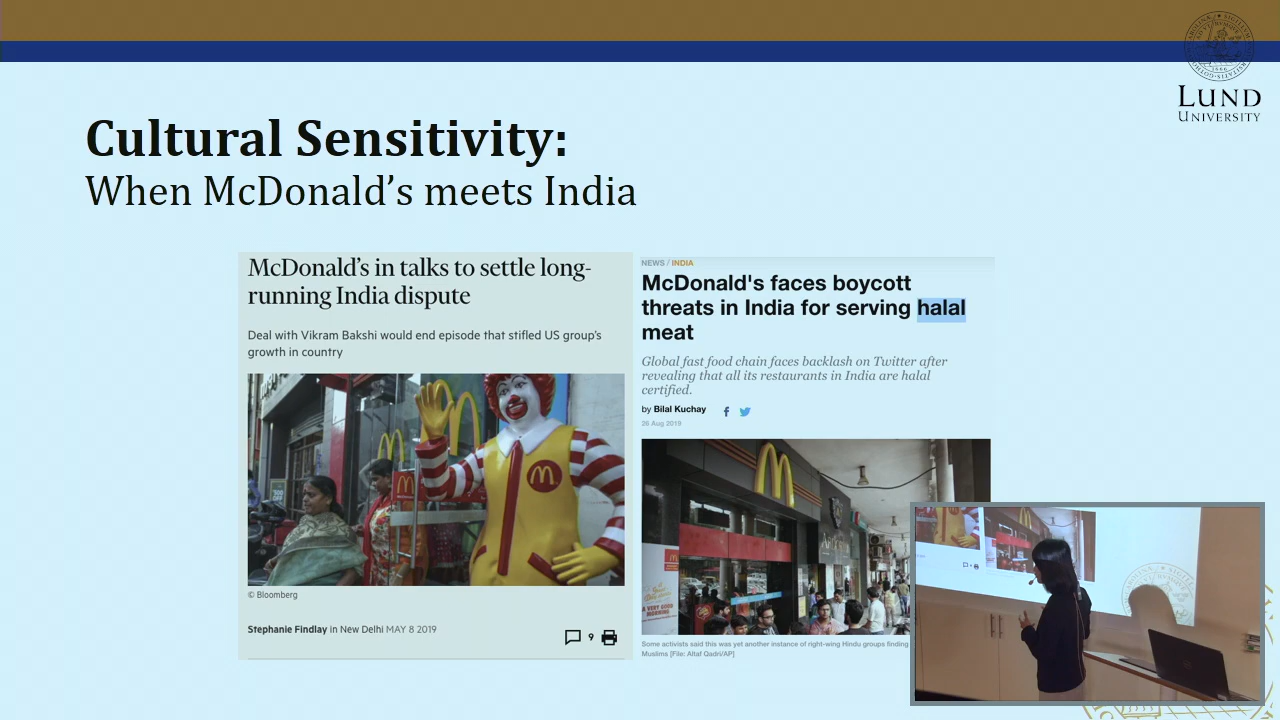 LUND
UNIVERSITY
Cultural Sensitivity:
When McDonald's meets India
McDonald's in talks to settle long-
running India dispute
Deal with Vikram Bakshi would end episode that stifled US group's
growth in country
© Bloomberg
Stephanie Findlay in New Delhi MAY 8 2019
9
NEWS / INDIA
McDonald's faces boycott
threats in India for serving halal
meat
Global fast food chain faces backlash on Twitter after
revealing that all its restaurants in India are halal
certified.
by Bilal Kuchay
26 Aug 2019
Some activists said this was yet another instance of right-wing Hindu groups finding
Muslims [File: Altaf Qadri/AP]